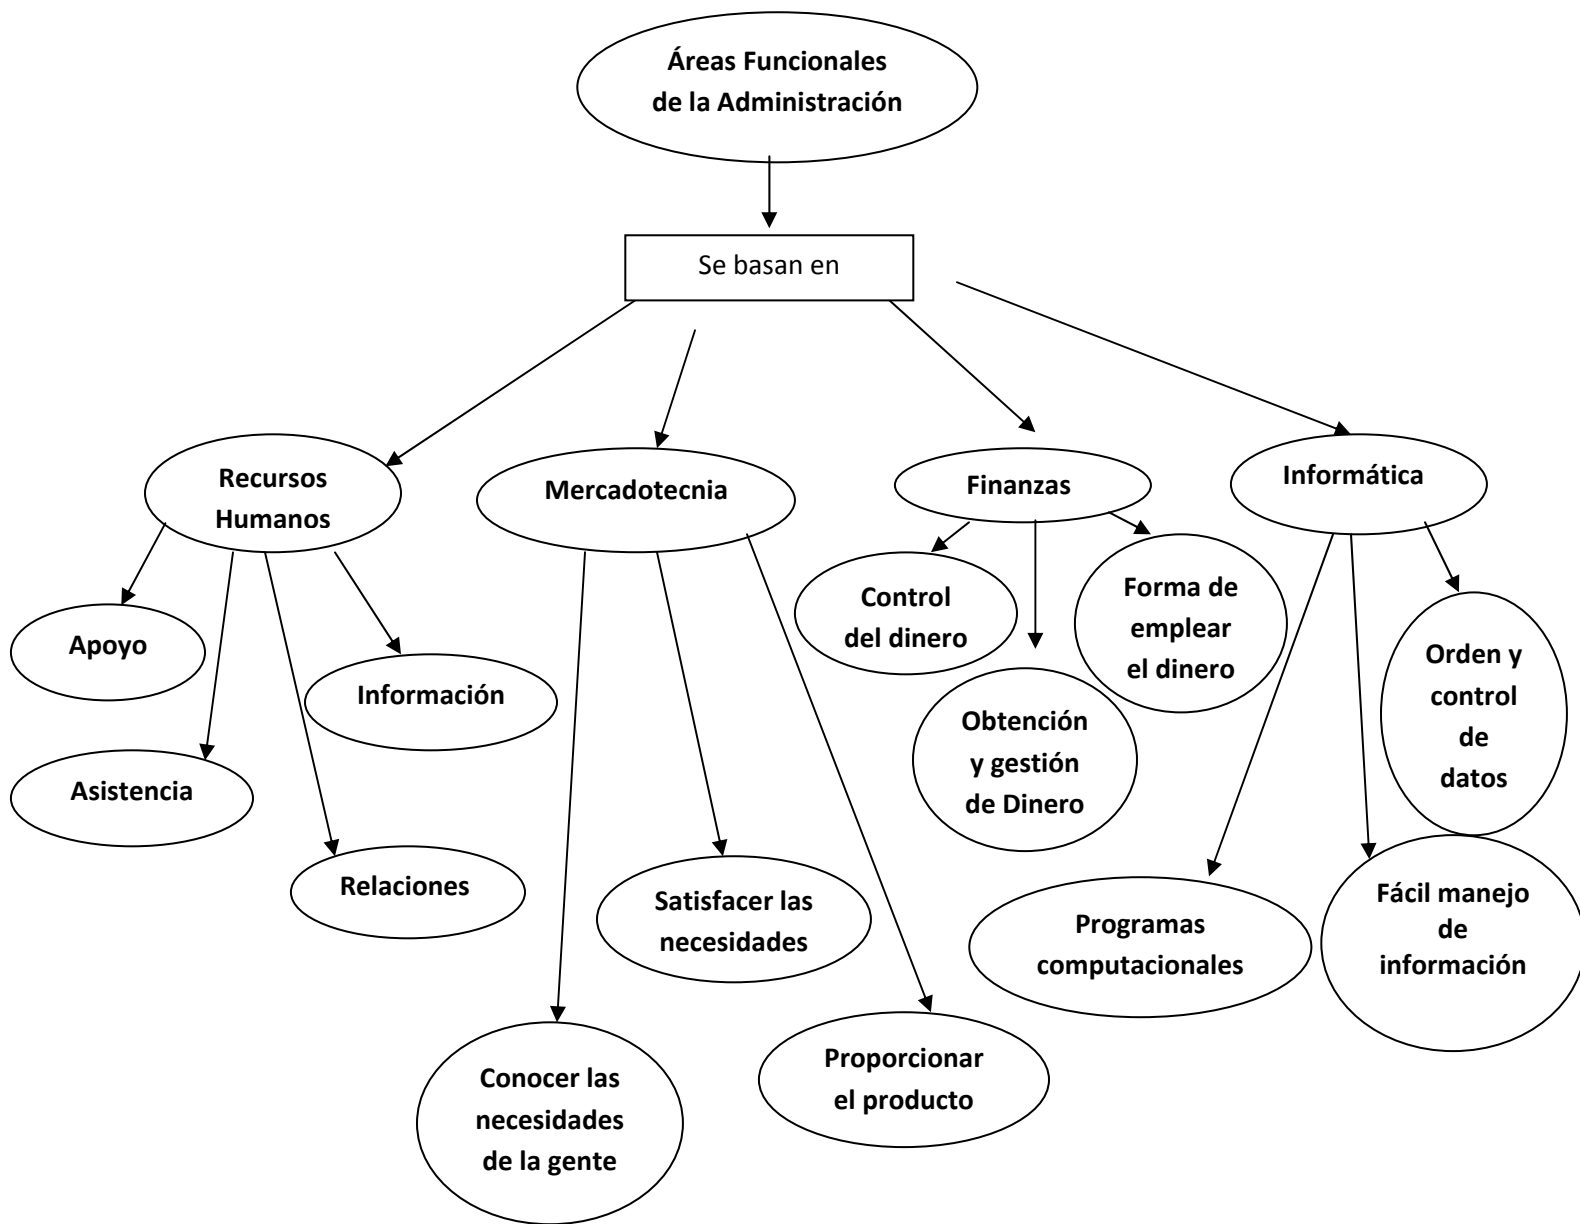 Áreas Funcionales
de la Administración
Se basan en
Recursos
Humanos
Mercadotecnia
Finanzas
Informática
Apoyo
Asistencia
Relaciones
Información
Conocer las
necesidades
de la gente
Satisfacer las
necesidades
Proporcionar
el producto
Control
del dinero
Obtención
y gestión
de Dinero
Forma de
emplear
el dinero
Programas
computacionales
Fácil manejo
de
información
Orden y
control
de
datos